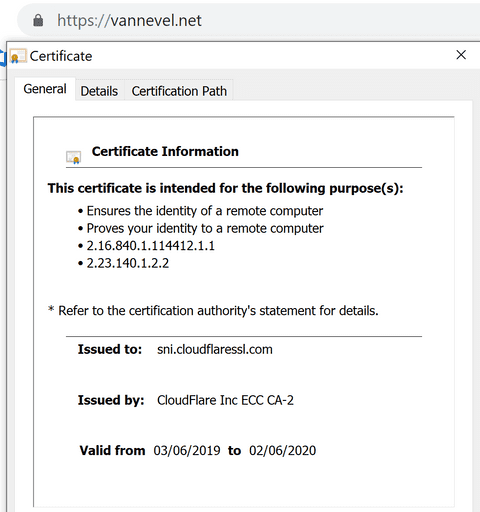 https://vannevel.net
Certificate
General Details Certification Path
Certificate Information
This certificate is intended for the following purpose(s):
• Ensures the identity of a remote computer
• Proves your identity to a remote computer
• 2.16.840.1.114412.1.1
• 2.23.140.1.2.2
* Refer to the certification authority's statement for details.
Issued to: sni.cloudflaressl.com
Issued by: CloudFlare Inc ECC CA-2
Valid from 03/06/2019 to 02/06/2020